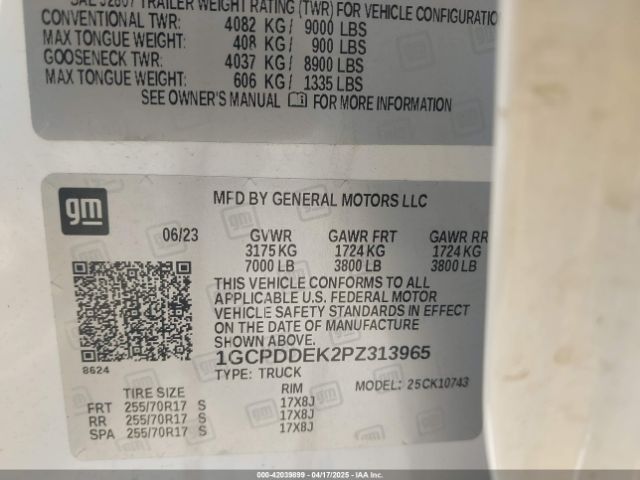 SAE J2807 TRAILER WEIGHT RATING (TWR) FOR VEHICLE CONFIGURATION
CONVENTIONAL TWR: 4082 KG / 9000 LBS
MAX TONGUE WEIGHT: 408 KG / 900 LBS
GOOSENECK TWR: 4037 KG / 8900 LBS
MAX TONGUE WEIGHT: 606 KG / 1335 LBS
SEE OWNER'S MANUAL FOR MORE INFORMATION
gm
MFD BY GENERAL MOTORS LLC
06/23 GVWR GAWR FRT GAWR RR
3175 KG 1724 KG 1724 KG
7000 LB 3800 LB 3800 LB
THIS VEHICLE CONFORMS TO ALL
APPLICABLE U.S. FEDERAL MOTOR
VEHICLE SAFETY STANDARDS IN EFFECT
ON THE DATE OF MANUFACTURE
SHOWN ABOVE.
8624
1GCPDDEK2PZ313965
TYPE: TRUCK
MODEL: 25CK10743
TIRE SIZE RIM
FRT 255/70R17 S 17X8J
RR 255/70R17 S 17X8J
SPA 255/70R17 S 17X8J
000-42039899 - 04/17/2025 - IAAI.COM